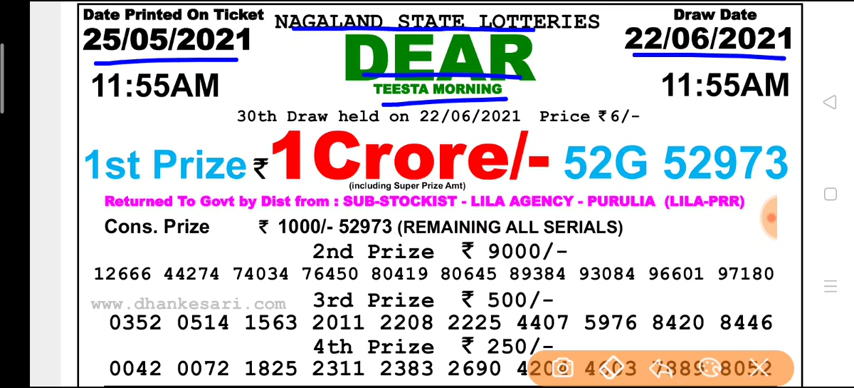 Date Printed On Ticket
25/05/2021
11:55AM
NAGALAND STATE LOTTERIES
DEAR
TEESTA MORNING
Draw Date
22/06/2021
11:55AM
30th Draw held on 22/06/2021 Price ₹6/-
1st Prize ₹1Crore/- 52G 52973
(including Super Prize Amt)
Returned To Govt by Dist from : SUB-STOCKIST - LILA AGENCY - PURULIA (LILA-PRR)
Cons. Prize ₹ 1000/- 52973 (REMAINING ALL SERIALS)
2nd Prize ₹ 9000/-
12666 44274 74034 76450 80419 80645 89384 93084 96601 97180
www.dhankesari.com
3rd Prize ₹ 500/-
0352 0514 1563 2011 2208 2225 4407 5976 8420 8446
4th Prize ₹ 250/-
0042 0072 1825 2311 2383 2690